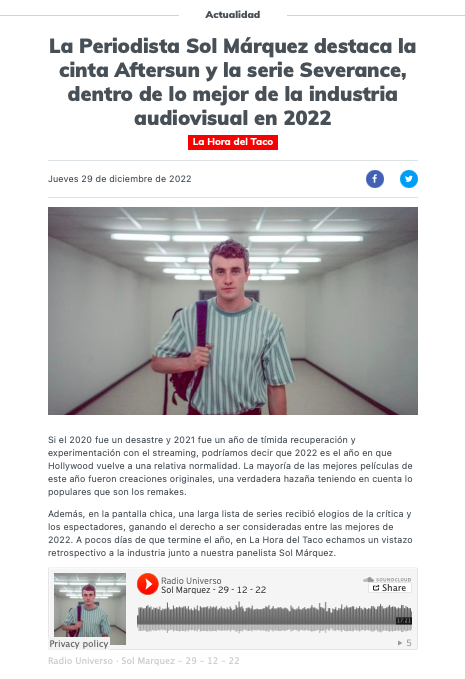 Actualidad
La Periodista Sol Márquez destaca la
cinta Aftersun y la serie Severance,
dentro de lo mejor de la industria
audiovisual en 2022
La Hora del Taco
Jueves 29 de diciembre de 2022
Si el 2020 fue un desastre y 2021 fue un año de tímida recuperación y
experimentación con el streaming, podríamos decir que 2022 es el año en que
Hollywood vuelve a una relativa normalidad. La mayoría de las mejores películas de
este año fueron creaciones originales, una verdadera hazaña teniendo en cuenta lo
populares que son los remakes.
Además, en la pantalla chica, una larga lista de series recibió elogios de la crítica y
los espectadores, ganando el derecho a ser consideradas entre las mejores de
2022. A pocos días de que termine el año, en La Hora del Taco echamos un vistazo
retrospectivo a la industria junto a nuestra panelista Sol Márquez.
Radio Universo
Sol Marquez - 29 - 12 - 22
SOUNDCLOUD
Share
17:21
Privacy policy
5
Radio Universo · Sol Marquez - 29 - 12 - 22